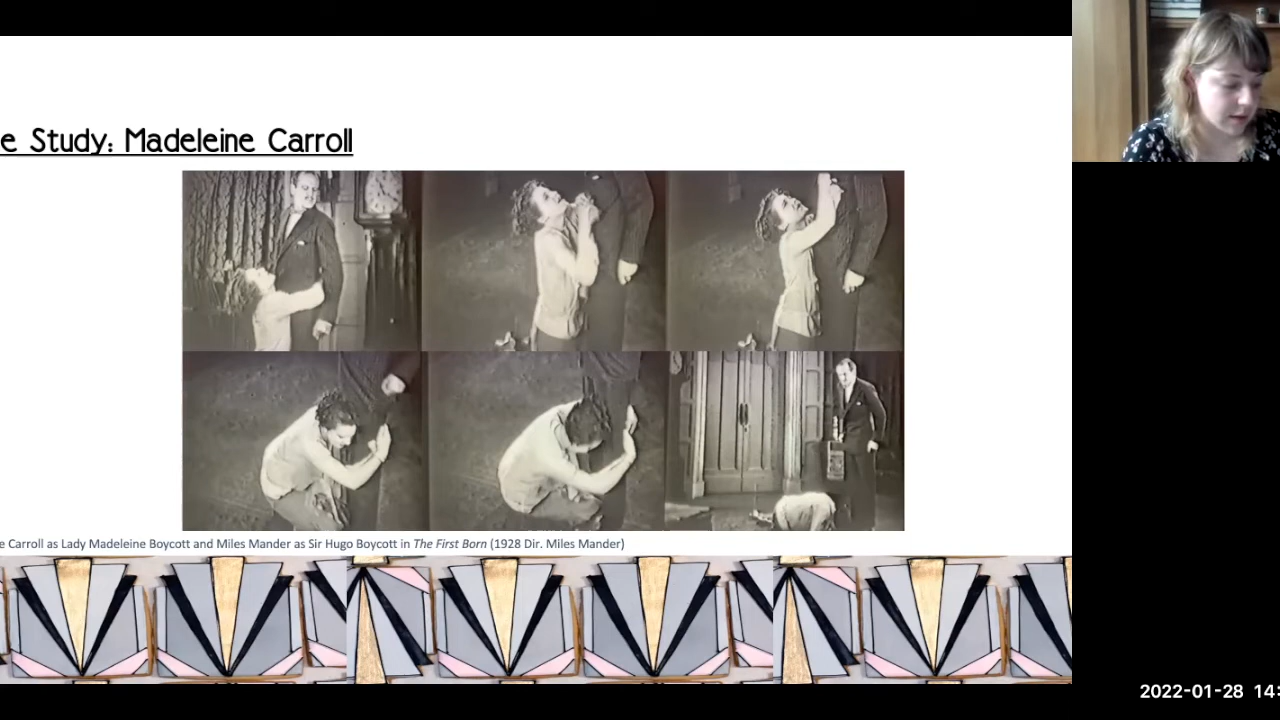 e Study: Madeleine Carroll
e Carroll as Lady Madeleine Boycott and Miles Mander as Sir Hugo Boycott in The First Born (1928 Dir. Miles Mander)
2022-01-28 14: